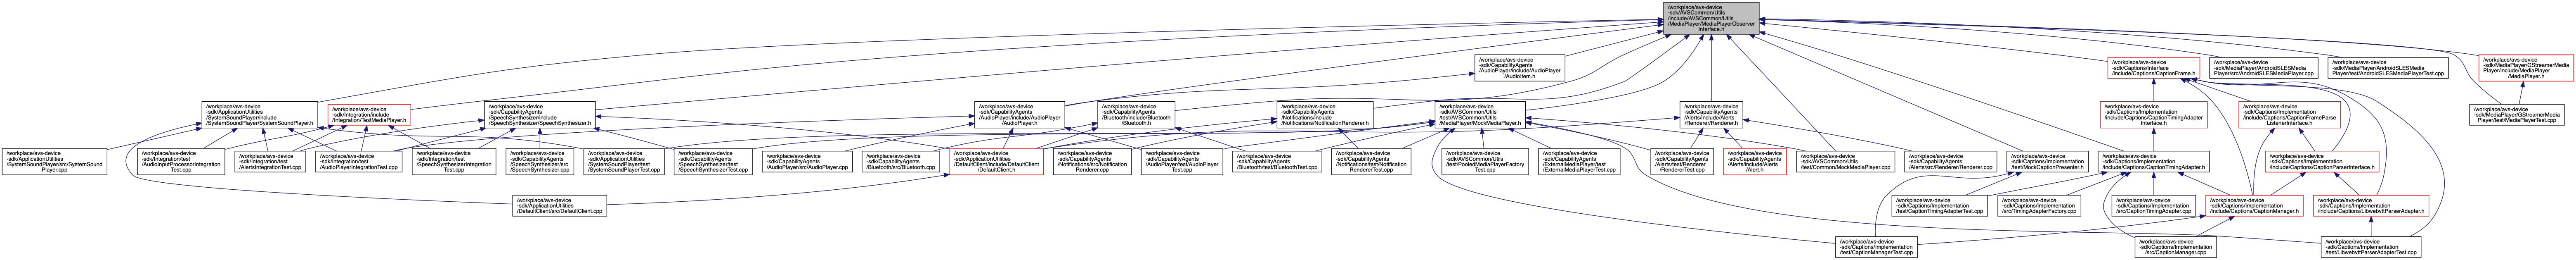 /workplace/avs-device
-sdk/AVSCommon/Utils
/include/AVSCommon/Utils
/MediaPlayer/MediaPlayerObserver
Interface.h
/workplace/avs-device
-sdk/CapabilityAgents
/AudioPlayer/include/AudioPlayer
/AudioItem.h
/workplace/avs-device
-sdk/Captions/Interface
/include/Captions/CaptionFrame.h
/workplace/avs-device
-sdk/MediaPlayer/AndroidSLESMedia
Player/src/AndroidSLESMediaPlayer.cpp
/workplace/avs-device
-sdk/MediaPlayer/AndroidSLESMedia
Player/test/AndroidSLESMediaPlayerTest.cpp
/workplace/avs-device
-sdk/MediaPlayer/GStreamerMedia
Player/include/MediaPlayer
/MediaPlayer.h
/workplace/avs-device
-sdk/ApplicationUtilities
/SystemSoundPlayer/include
/SystemSoundPlayer/SystemSoundPlayer.h
/workplace/avs-device
-sdk/Integration/include
/Integration/TestMediaPlayer.h
/workplace/avs-device
-sdk/CapabilityAgents
/SpeechSynthesizer/include
/SpeechSynthesizer/SpeechSynthesizer.h
/workplace/avs-device
-sdk/CapabilityAgents
/AudioPlayer/include/AudioPlayer
/AudioPlayer.h
/workplace/avs-device
-sdk/CapabilityAgents
/Bluetooth/include/Bluetooth
/Bluetooth.h
/workplace/avs-device
-sdk/CapabilityAgents
/Notifications/include
/Notifications/NotificationRenderer.h
/workplace/avs-device
-sdk/AVSCommon/Utils
/test/AVSCommon/Utils
/MediaPlayer/MockMediaPlayer.h
/workplace/avs-device
-sdk/CapabilityAgents
/Alerts/include/Alerts
/Renderer/Renderer.h
/workplace/avs-device
-sdk/Captions/Implementation
/include/Captions/CaptionTimingAdapter
Interface.h
/workplace/avs-device
-sdk/Captions/Implementation
/include/Captions/CaptionFrameParse
ListenerInterface.h
/workplace/avs-device
-sdk/MediaPlayer/GStreamerMedia
Player/test/MediaPlayerTest.cpp
/workplace/avs-device
-sdk/ApplicationUtilities
/SystemSoundPlayer/src/SystemSound
Player.cpp
/workplace/avs-device
-sdk/Integration/test
/AudioInputProcessorIntegration
Test.cpp
/workplace/avs-device
-sdk/Integration/test
/AlertsIntegrationTest.cpp
/workplace/avs-device
-sdk/Integration/test
/AudioPlayerIntegrationTest.cpp
/workplace/avs-device
-sdk/Integration/test
/SpeechSynthesizerIntegration
Test.cpp
/workplace/avs-device
-sdk/CapabilityAgents
/SpeechSynthesizer/src
/SpeechSynthesizer.cpp
/workplace/avs-device
-sdk/ApplicationUtilities
/SystemSoundPlayer/test
/SystemSoundPlayerTest.cpp
/workplace/avs-device
-sdk/CapabilityAgents
/SpeechSynthesizer/test
/SpeechSynthesizerTest.cpp
/workplace/avs-device
-sdk/CapabilityAgents
/AudioPlayer/src/AudioPlayer.cpp
/workplace/avs-device
-sdk/CapabilityAgents
/Bluetooth/src/Bluetooth.cpp
/workplace/avs-device
-sdk/ApplicationUtilities
/DefaultClient/include/DefaultClient
/DefaultClient.h
/workplace/avs-device
-sdk/CapabilityAgents
/Notifications/src/Notification
Renderer.cpp
/workplace/avs-device
-sdk/CapabilityAgents
/AudioPlayer/test/AudioPlayer
Test.cpp
/workplace/avs-device
-sdk/CapabilityAgents
/Bluetooth/test/BluetoothTest.cpp
/workplace/avs-device
-sdk/CapabilityAgents
/Notifications/test/Notification
RendererTest.cpp
/workplace/avs-device
-sdk/AVSCommon/Utils
/test/PooledMediaPlayerFactory
Test.cpp
/workplace/avs-device
-sdk/CapabilityAgents
/ExternalMediaPlayer/test
/ExternalMediaPlayerTest.cpp
/workplace/avs-device
-sdk/CapabilityAgents
/Alerts/test/Renderer
/RendererTest.cpp
/workplace/avs-device
-sdk/CapabilityAgents
/Alerts/include/Alerts
/Alert.h
/workplace/avs-device
-sdk/AVSCommon/Utils
/test/Common/MockMediaPlayer.cpp
/workplace/avs-device
-sdk/CapabilityAgents
/Alerts/src/Renderer/Renderer.cpp
/workplace/avs-device
-sdk/Captions/Implementation
/test/MockCaptionPresenter.h
/workplace/avs-device
-sdk/Captions/Implementation
/include/Captions/CaptionTimingAdapter.h
/workplace/avs-device
-sdk/Captions/Implementation
/include/Captions/CaptionParserInterface.h
/workplace/avs-device
-sdk/ApplicationUtilities
/DefaultClient/src/DefaultClient.cpp
/workplace/avs-device
-sdk/Captions/Implementation
/test/CaptionTimingAdapterTest.cpp
/workplace/avs-device
-sdk/Captions/Implementation
/src/TimingAdapterFactory.cpp
/workplace/avs-device
-sdk/Captions/Implementation
/src/CaptionTimingAdapter.cpp
/workplace/avs-device
-sdk/Captions/Implementation
/include/Captions/CaptionManager.h
/workplace/avs-device
-sdk/Captions/Implementation
/include/Captions/LibwebvttParserAdapter.h
/workplace/avs-device
-sdk/Captions/Implementation
/test/CaptionManagerTest.cpp
/workplace/avs-device
-sdk/Captions/Implementation
/src/CaptionManager.cpp
/workplace/avs-device
-sdk/Captions/Implementation
/test/LibwebvttParserAdapterTest.cpp